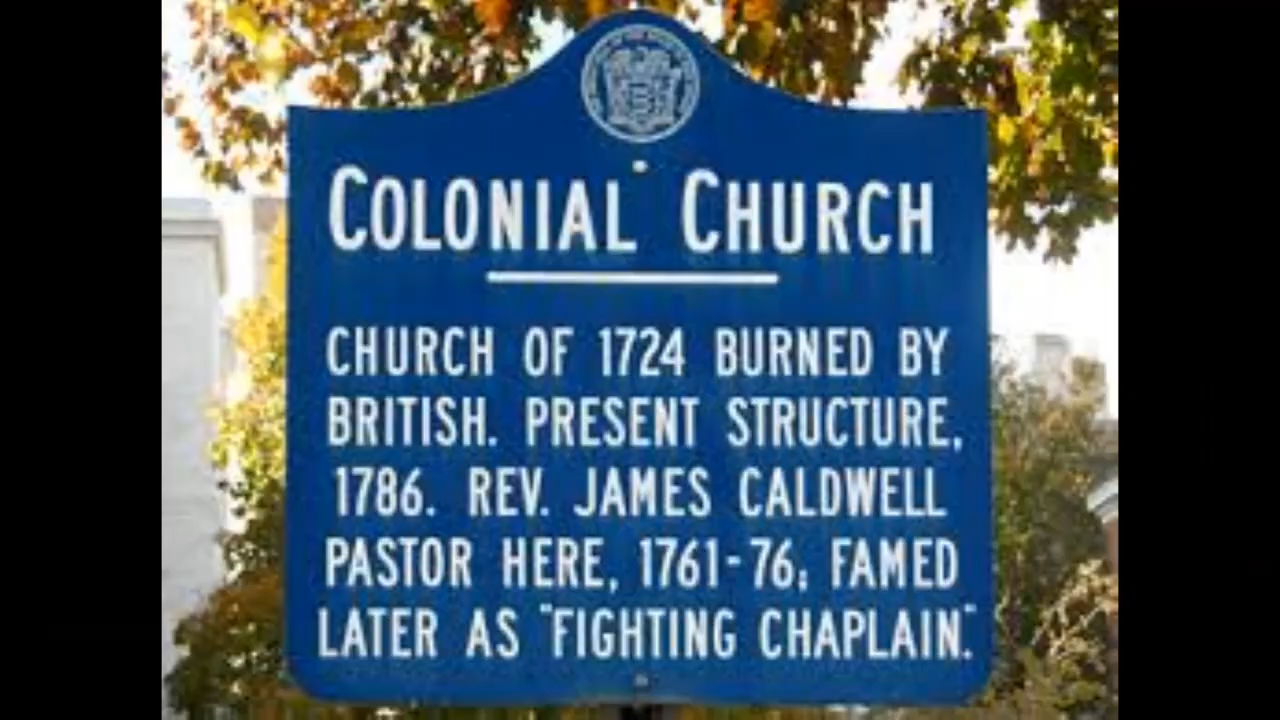 COLONIAL CHURCH
CHURCH OF 1724 BURNED BY
BRITISH. PRESENT STRUCTURE,
1786. REV. JAMES CALDWELL
PASTOR HERE, 1761-76; FAMED
LATER AS "FIGHTING CHAPLAIN."